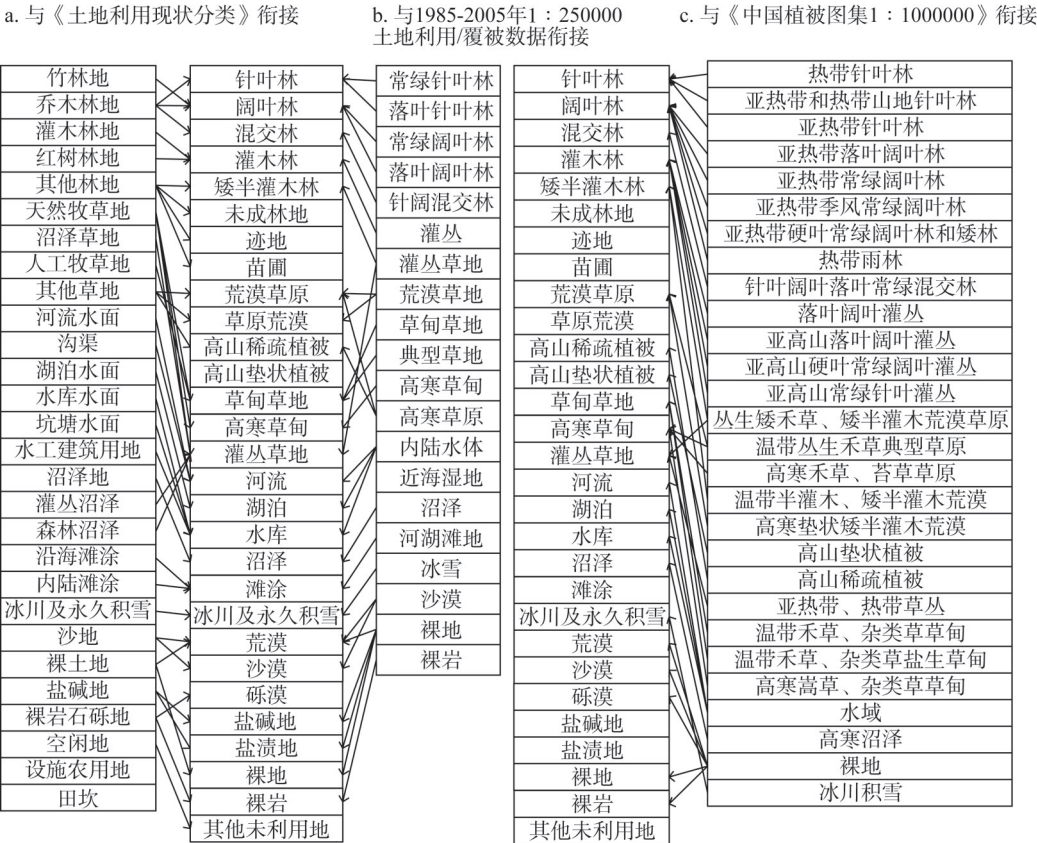 a. 与《土地利用现状分类》衔接
竹林地
乔木林地
灌木林地
红树林地
其他林地
天然牧草地
沼泽草地
人工牧草地
其他草地
河流水面
沟渠
湖泊水面
水库水面
坑塘水面
水工建筑用地
沼泽地
灌丛沼泽
森林沼泽
沿海滩涂
内陆滩涂
冰川及永久积雪
沙地
裸土地
盐碱地
裸岩石砾地
空闲地
设施农用地
田坎
针叶林
阔叶林
混交林
灌木林
矮半灌木林
未成林地
迹地
苗圃
荒漠草原
草原荒漠
高山稀疏植被
高山垫状植被
草甸草地
高寒草甸
灌丛草地
河流
湖泊
水库
沼泽
滩涂
冰川及永久积雪
荒漠
沙漠
砾漠
盐碱地
盐渍地
裸地
裸岩
其他未利用地
b. 与1985-2005年1：250000
土地利用/覆被数据衔接
常绿针叶林
落叶针叶林
常绿阔叶林
落叶阔叶林
针阔混交林
灌丛
灌丛草地
荒漠草地
草甸草地
典型草地
高寒草甸
高寒草原
内陆水体
近海湿地
沼泽
河湖滩地
冰雪
沙漠
裸地
裸岩
c. 与《中国植被图集1：1000000》衔接
针叶林
阔叶林
混交林
灌木林
矮半灌木林
未成林地
迹地
苗圃
荒漠草原
草原荒漠
高山稀疏植被
高山垫状植被
草甸草地
高寒草甸
灌丛草地
河流
湖泊
水库
沼泽
滩涂
冰川及永久积雪
荒漠
沙漠
砾漠
盐碱地
盐渍地
裸地
裸岩
其他未利用地
热带针叶林
亚热带和热带山地针叶林
亚热带针叶林
亚热带落叶阔叶林
亚热带常绿阔叶林
亚热带季风常绿阔叶林
亚热带硬叶常绿阔叶林和矮林
热带雨林
针叶阔叶落叶常绿混交林
落叶阔叶灌丛
亚高山落叶阔叶灌丛
亚高山硬叶常绿阔叶灌丛
亚高山常绿针叶灌丛
丛生矮禾草、矮半灌木荒漠草原
温带丛生禾草典型草原
高寒禾草、苔草草原
温带半灌木、矮半灌木荒漠
高寒垫状矮半灌木荒漠
高山垫状植被
高山稀疏植被
亚热带、热带草丛
温带禾草、杂类草草甸
温带禾草、杂类草盐生草甸
高寒嵩草、杂类草草甸
水域
高寒沼泽
裸地
冰川积雪